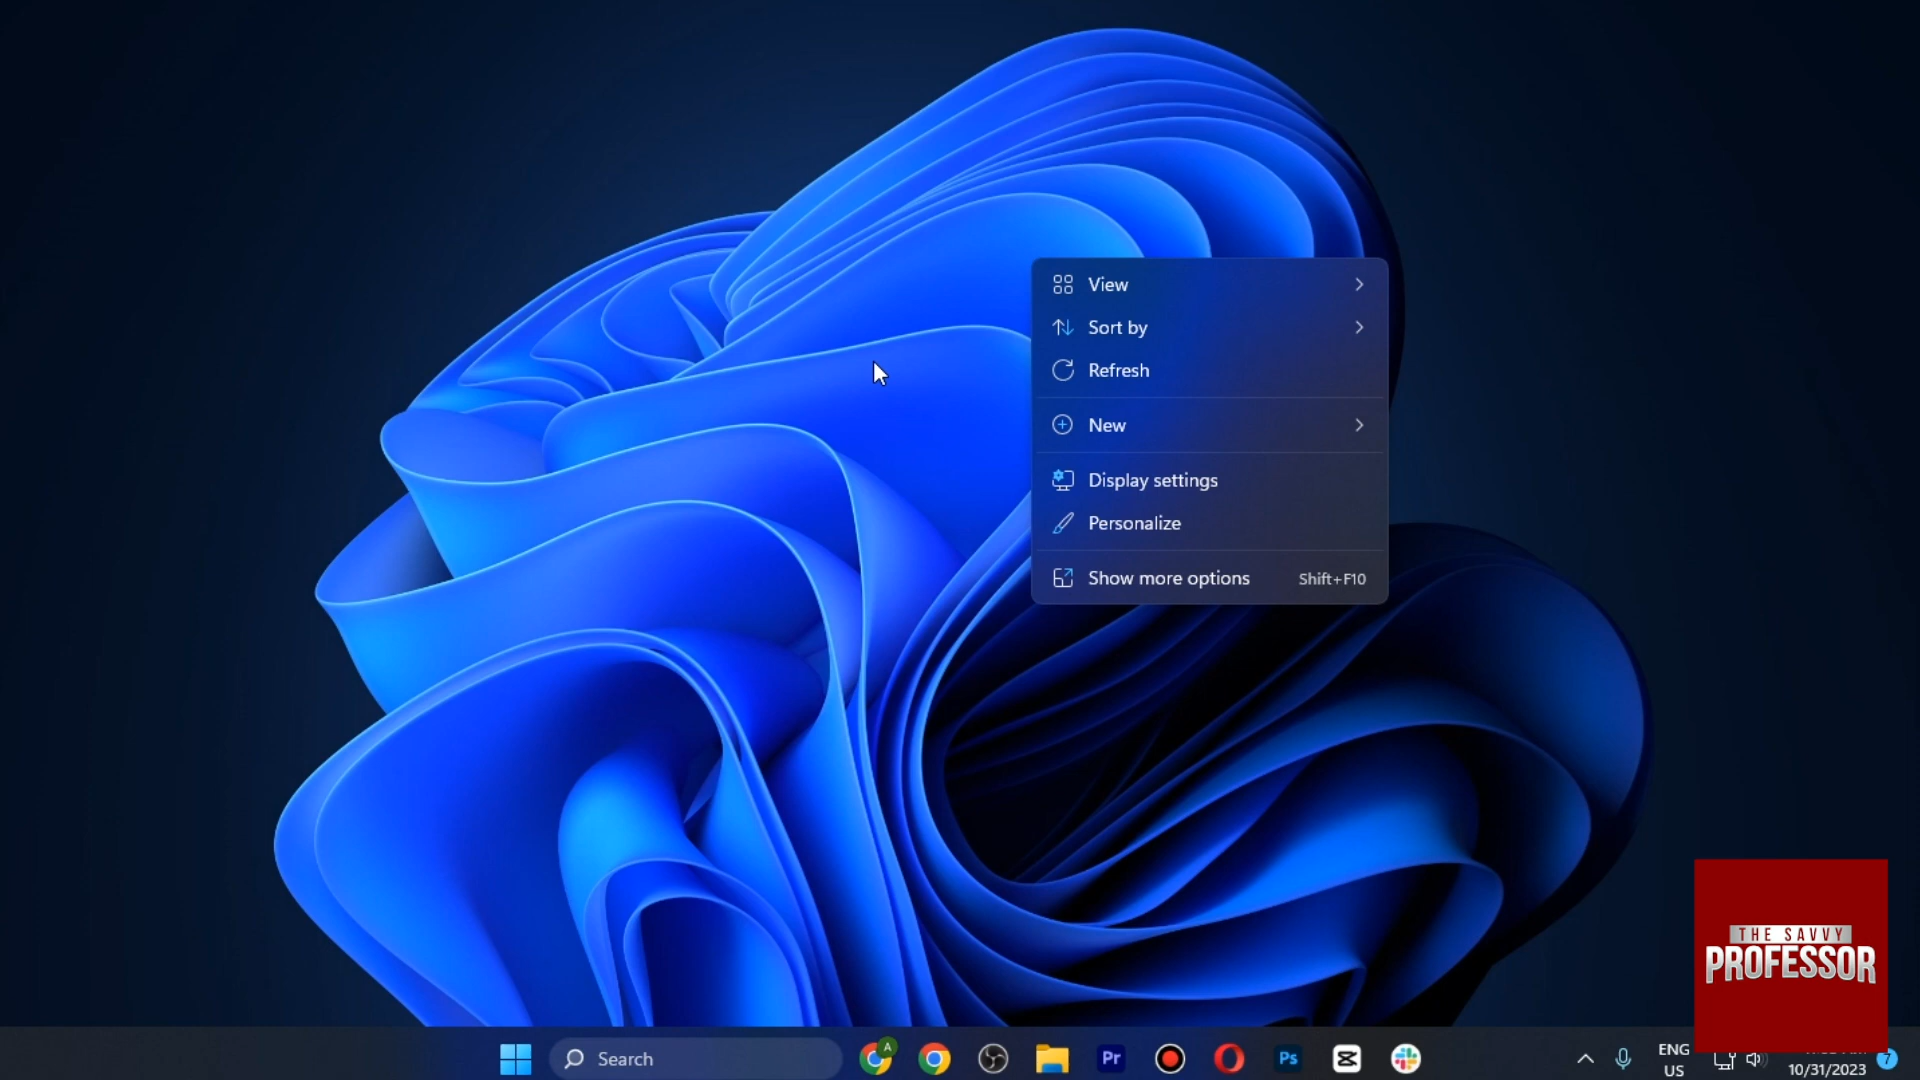 View
Sort by
Refresh
New
Display settings
Personalize
Show more options Shift+F10
THE SAVVY
PROFESSOR
Search
A
Pr
Ps
ENG
US
10/31/2023
7